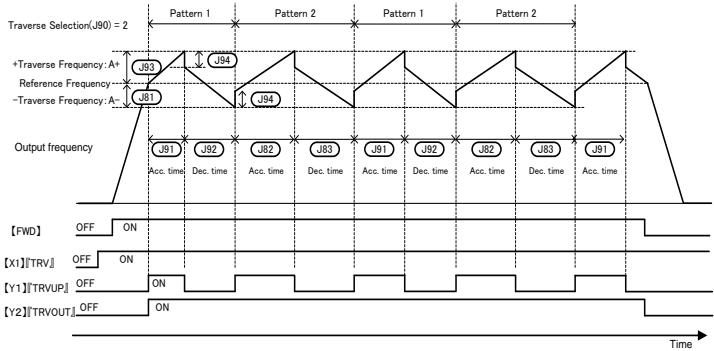 Traverse Selection(J90) = 2
Pattern 1
Pattern 2
Pattern 1
Pattern 2
+Traverse Frequency: A+
J93
J94
Reference Frequency
-Traverse Frequency: A-
J81
J94
Output frequency
J91
J92
J82
J83
J91
J92
J82
J83
J91
Acc. time
Dec. time
Acc. time
Dec. time
Acc. time
Dec. time
Acc. time
Dec. time
Acc. time
【FWD】
OFF
ON
【X1】『TRV』
OFF
ON
【Y1】『TRVUP』
OFF
ON
【Y2】『TRVOUT』
OFF
ON
Time